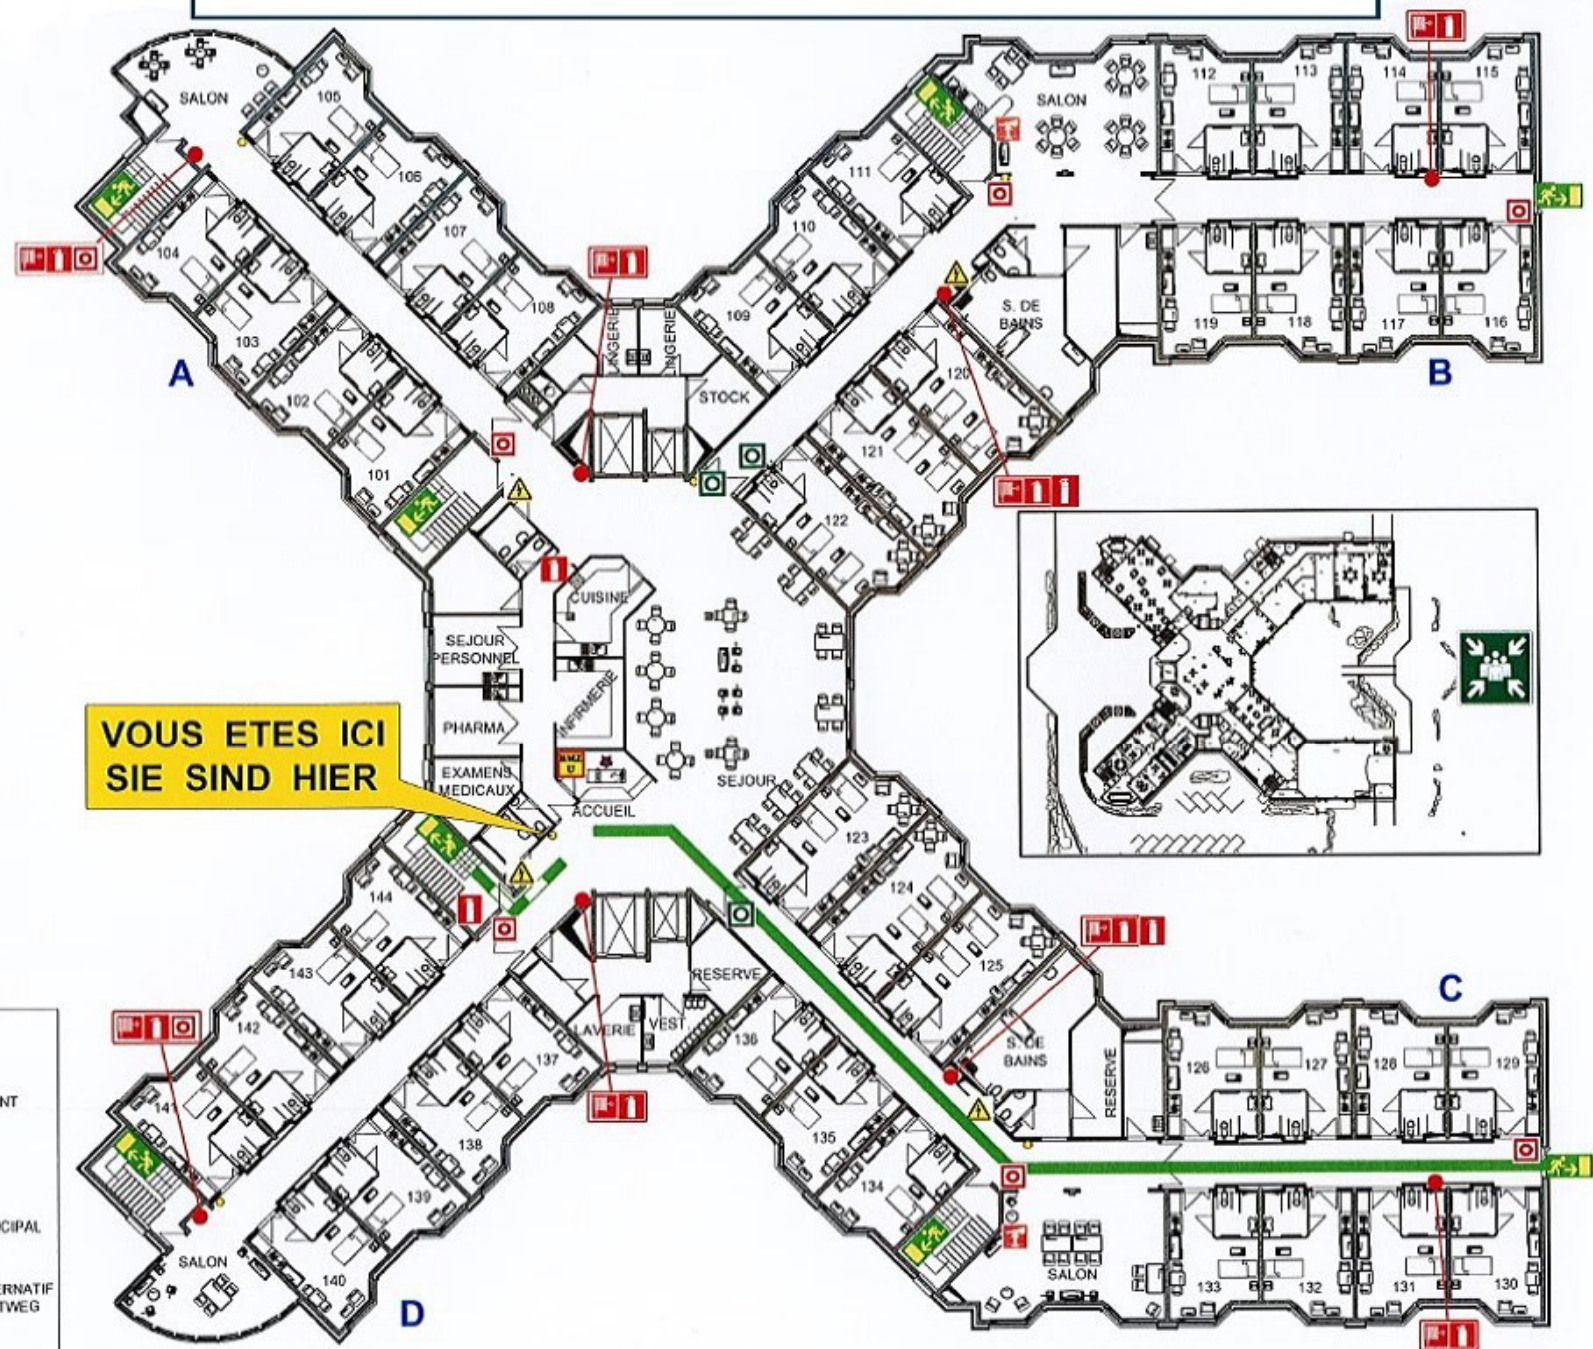 SALON
105
106
107
108
104
103
102
101
A
LINGERIE
LINGERIE
STOCK
SALON
111
110
109
112
113
114
115
119
118
117
116
B
S. DE
BAINS
120
121
122
CUISINE
SEJOUR
PERSONNEL
INFIRMERIE
PHARMA
EXAMENS
MEDICAUX
ACCUEIL
SEJOUR
VOUS ETES ICI
SIE SIND HIER
144
143
142
141
SALON
140
139
138
137
D
LAVERIE
VEST.
RESERVE
136
135
134
123
124
125
S. DE
BAINS
RESERVE
C
126
127
128
129
133
132
131
130
SALON
NT
CIPAL
ERNATIF
TWEG